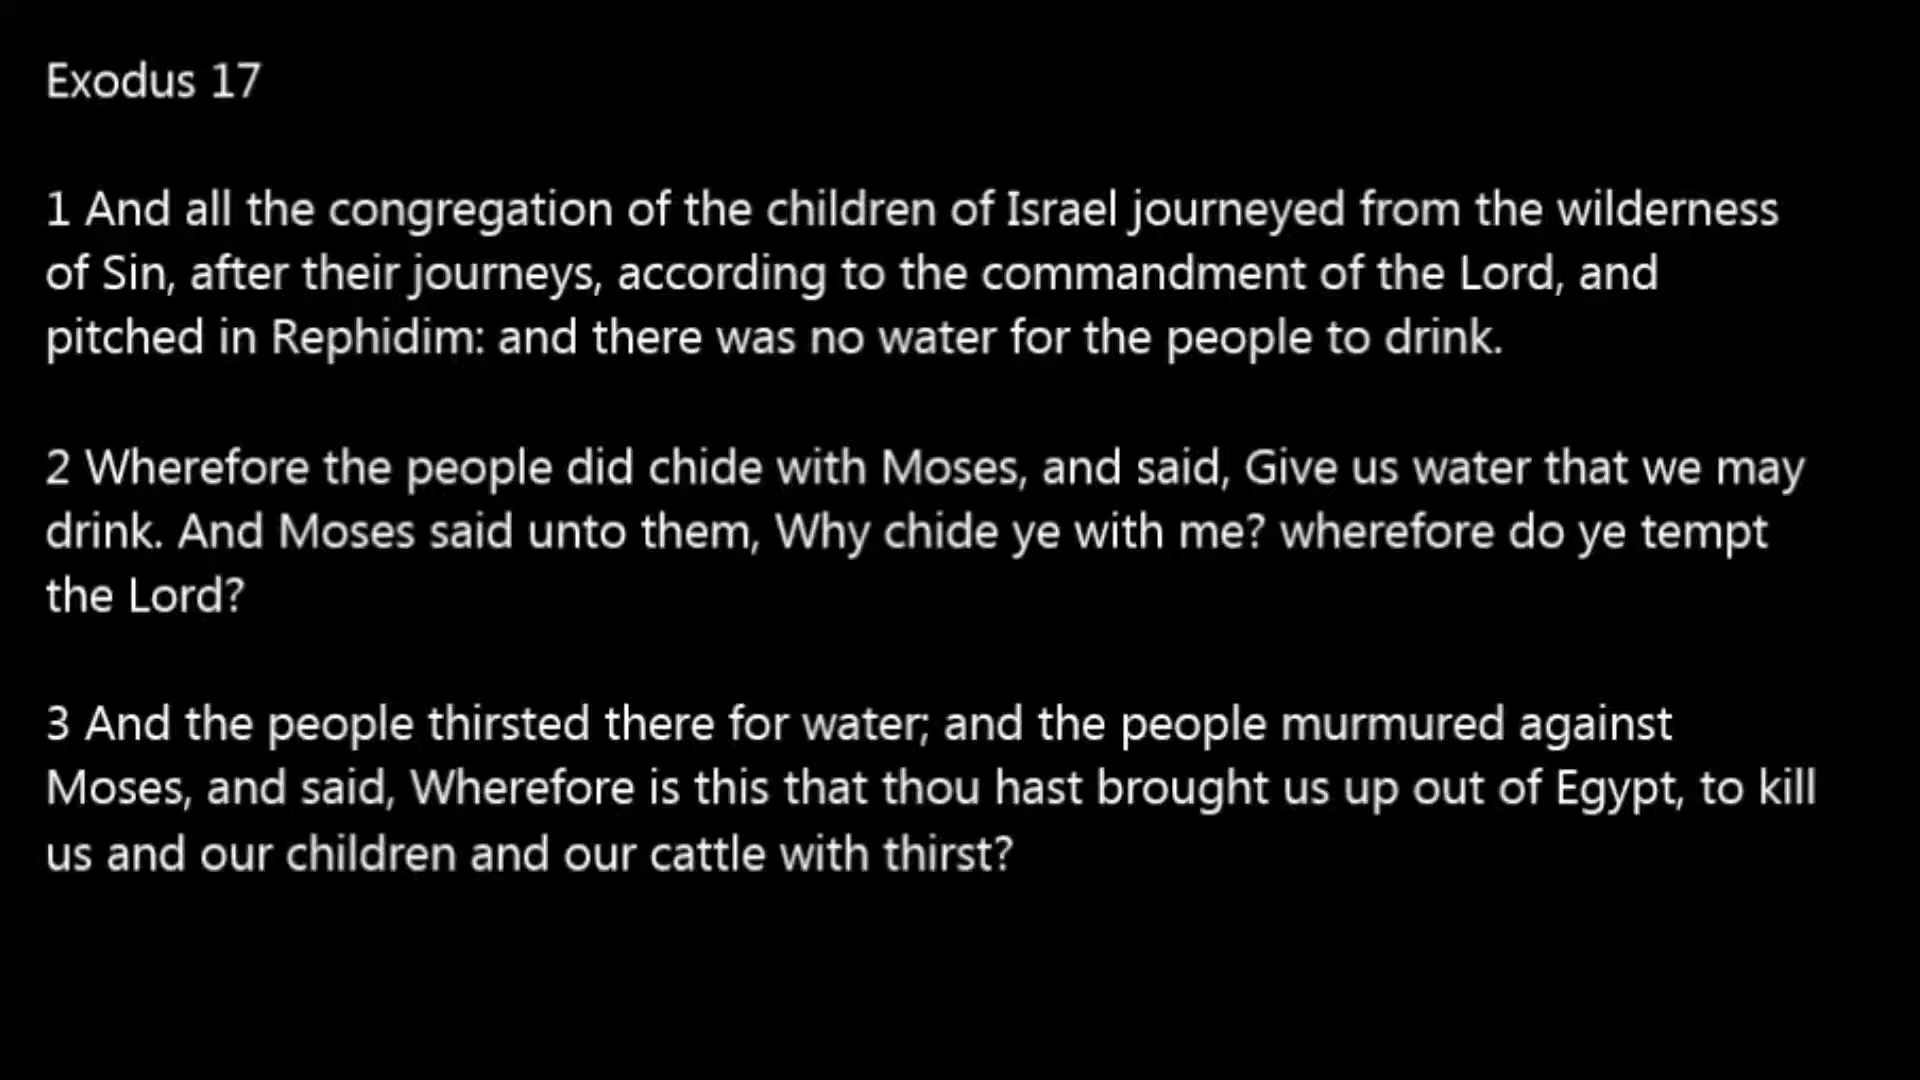 Exodus 17
1 And all the congregation of the children of Israel journeyed from the wilderness
of Sin, after their journeys, according to the commandment of the Lord, and
pitched in Rephidim: and there was no water for the people to drink.
2 Wherefore the people did chide with Moses, and said, Give us water that we may
drink. And Moses said unto them, Why chide ye with me? wherefore do ye tempt
the Lord?
3 And the people thirsted there for water; and the people murmured against
Moses, and said, Wherefore is this that thou hast brought us up out of Egypt, to kill
us and our children and our cattle with thirst?